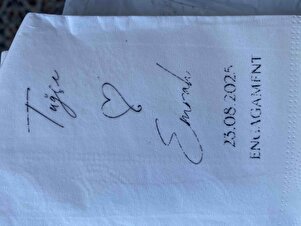 Tuğçe
♡
Emrah
23.08.2025
ENGAGAMENT